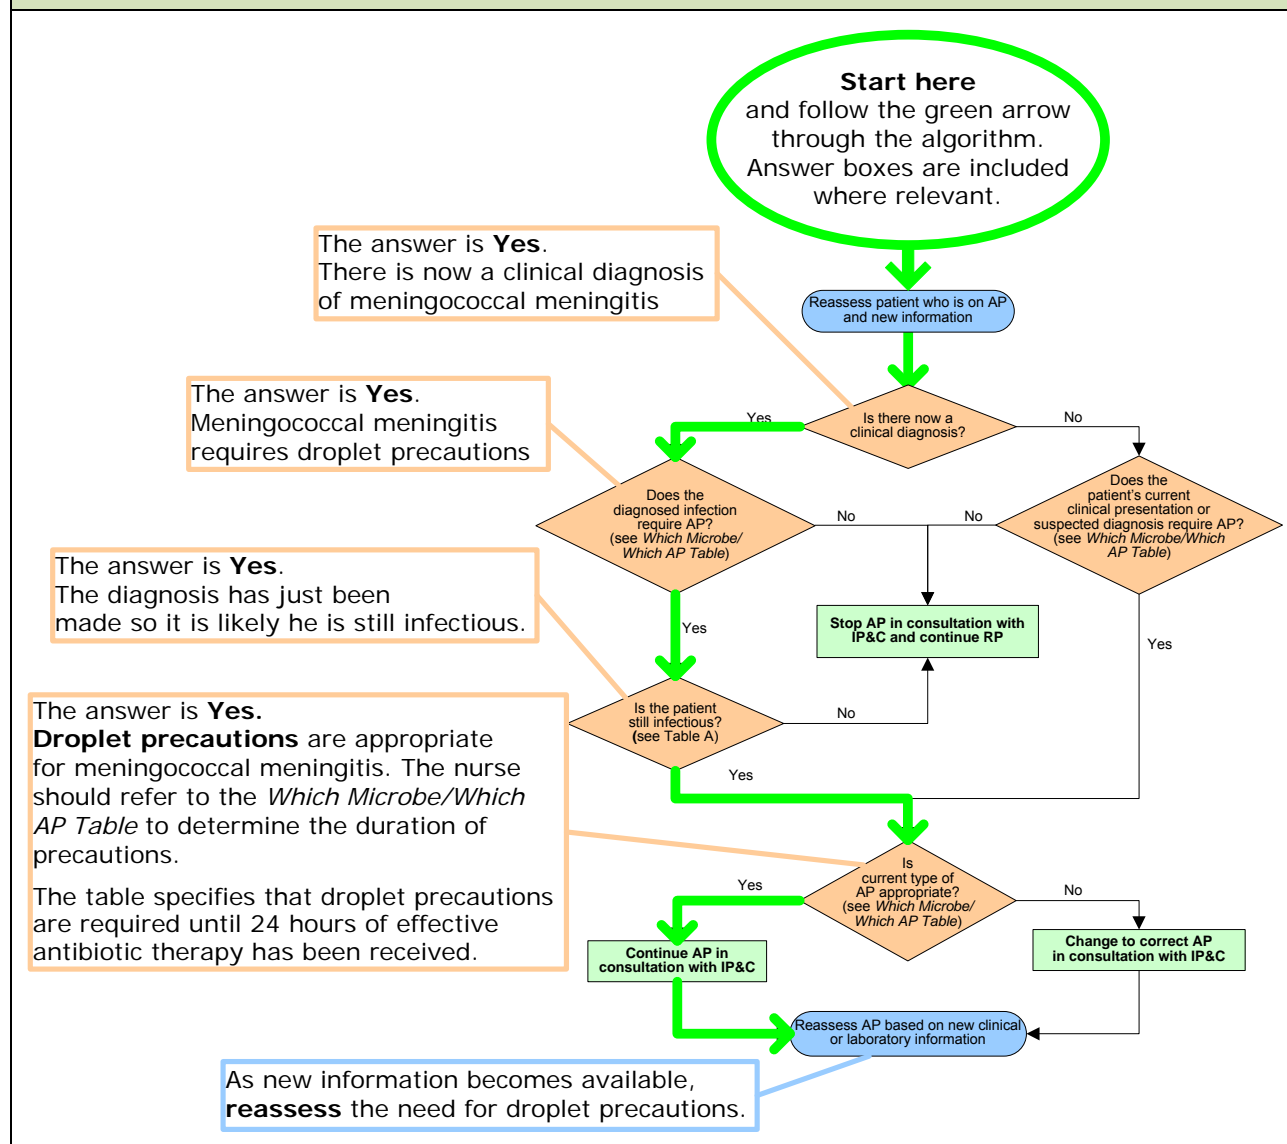 Start here
and follow the green arrow
through the algorithm.
Answer boxes are included
where relevant.
The answer is Yes.
There is now a clinical diagnosis
of meningococcal meningitis
Reassess patient who is on AP
and new information
The answer is Yes.
Meningococcal meningitis
requires droplet precautions
Yes
Is there now a
clinical diagnosis?
No
Does the
diagnosed infection
require AP?
(see Which Microbe/
Which AP Table)
No
No
Does the
patient's current
clinical presentation or
suspected diagnosis require AP?
(see Which Microbe/Which
AP Table)
The answer is Yes.
The diagnosis has just been
made so it is likely he is still infectious.
Yes
Stop AP in consultation with
IP&C and continue RP
Yes
The answer is Yes.
Droplet precautions are appropriate
for meningococcal meningitis. The nurse
should refer to the Which Microbe/Which
AP Table to determine the duration of
precautions.
The table specifies that droplet precautions
are required until 24 hours of effective
antibiotic therapy has been received.
Is the patient
still infectious?
(see Table A)
No
Yes
Is
current type of
AP appropriate?
(see Which Microbe/
Which AP Table)
Yes
No
Continue AP in
consultation with IP&C
Change to correct AP
in consultation with IP&C
Reassess AP based on new clinical
or laboratory information
As new information becomes available,
reassess the need for droplet precautions.